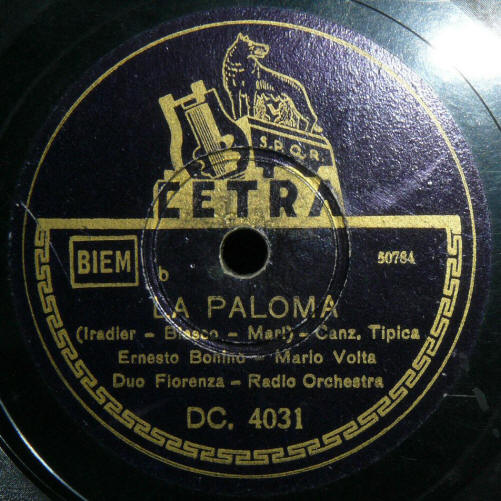 S.P.Q.R.
CETRA
BIEM
b
50764
LA PALOMA
(Iradier - Blasco - Mari) - Canz. Tipica
Ernesto Bonino - Mario Volta
Duo Fiorenza - Radio Orchestra
DC. 4031